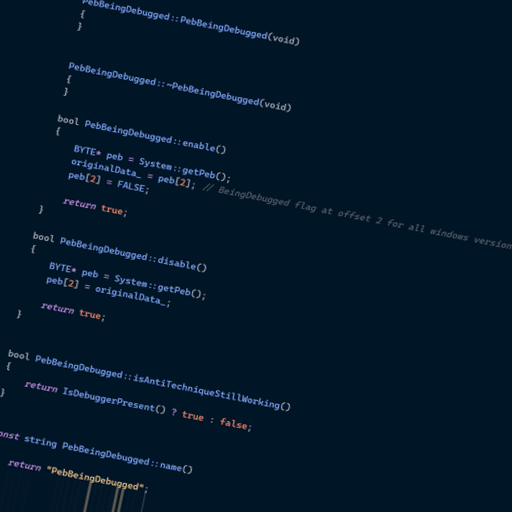 PebBeingDebugged::PebBeingDebugged(void)
{
}
PebBeingDebugged::~PebBeingDebugged(void)
{
}
bool PebBeingDebugged::enable()
{
BYTE* peb = System::getPeb();
originalData_ = peb[2]; // BeingDebugged flag at offset 2 for all windows version
peb[2] = FALSE;
return true;
}
bool PebBeingDebugged::disable()
{
BYTE* peb = System::getPeb();
peb[2] = originalData_;
return true;
}
bool PebBeingDebugged::isAntiTechniqueStillWorking()
{
return IsDebuggerPresent() ? true : false;
}
onst string PebBeingDebugged::name()
return "PebBeingDebugged";